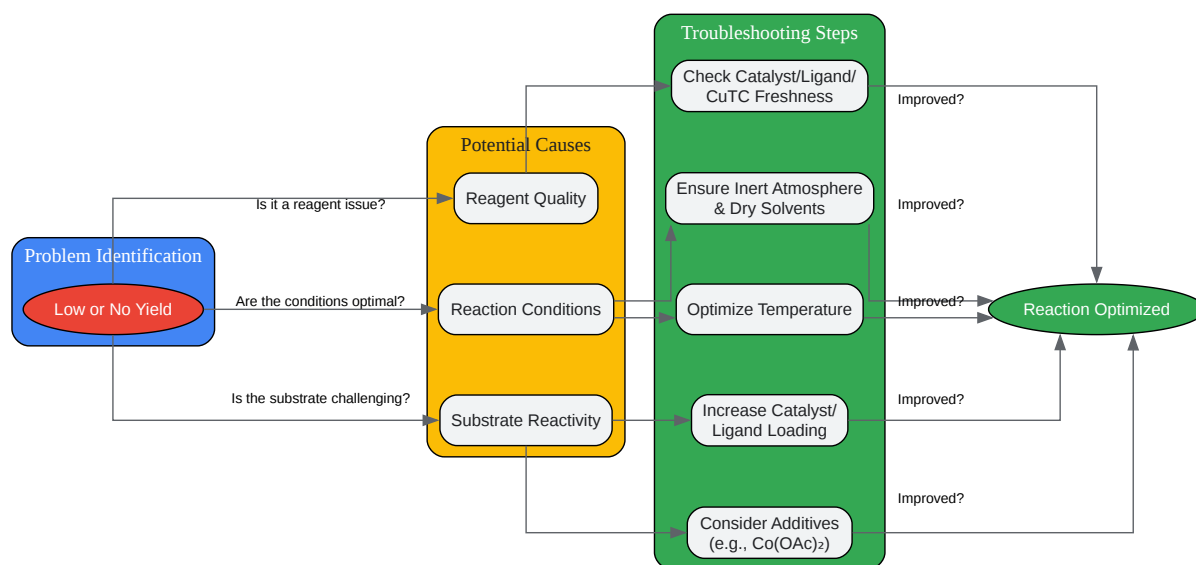 Troubleshooting Steps
Check Catalyst/Ligand/
CuTC Freshness
Improved?
Potential Causes
Reagent Quality
Is it a reagent issue?
Ensure Inert Atmosphere
& Dry Solvents
Improved?
Problem Identification
Low or No Yield
Are the conditions optimal?
Reaction Conditions
Optimize Temperature
Improved?
Reaction Optimized
Is the substrate challenging?
Substrate Reactivity
Increase Catalyst/
Ligand Loading
Improved?
Consider Additives
(e.g., Co(OAc)₂)
Improved?